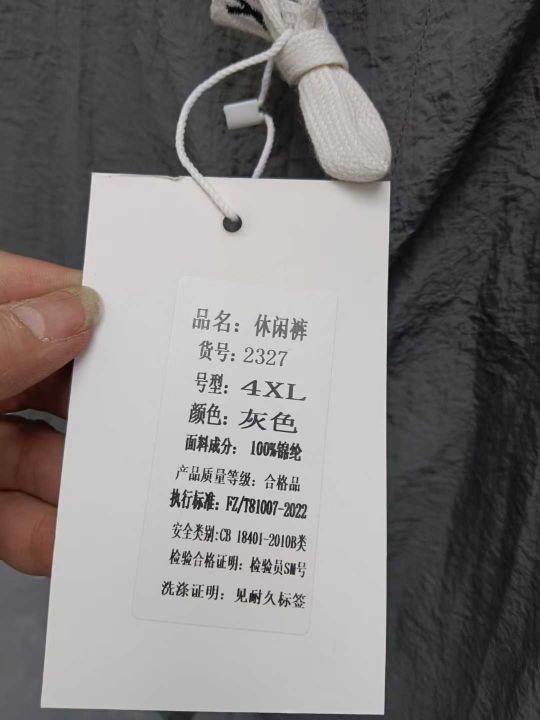 品名：休闲裤
货号：2327
号型：4XL
颜色：灰色
面料成分：100%锦纶
产品质量等级：合格品
执行标准：FZ/T81007-2022
安全类别:CB 18401-2010B类
检验合格证明：检验员SM号
洗涤证明：见耐久标签